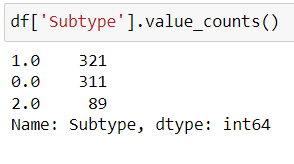 df['Subtype'].value_counts()
1.0    321
0.0    311
2.0     89
Name: Subtype, dtype: int64